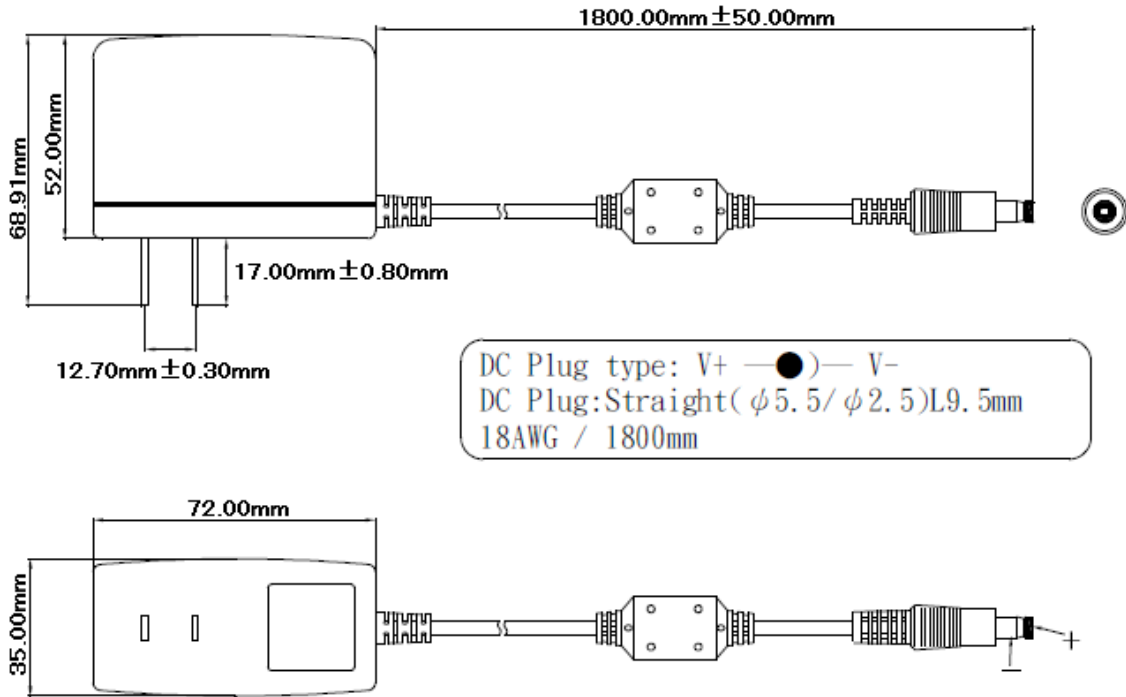 1800.00mm±50.00mm
68.91mm
52.00mm
17.00mm±0.80mm
12.70mm±0.30mm
DC Plug type: V+ —●)— V-
DC Plug:Straight(ϕ5.5/ϕ2.5)L9.5mm
18AWG / 1800mm
72.00mm
35.00mm
+
—